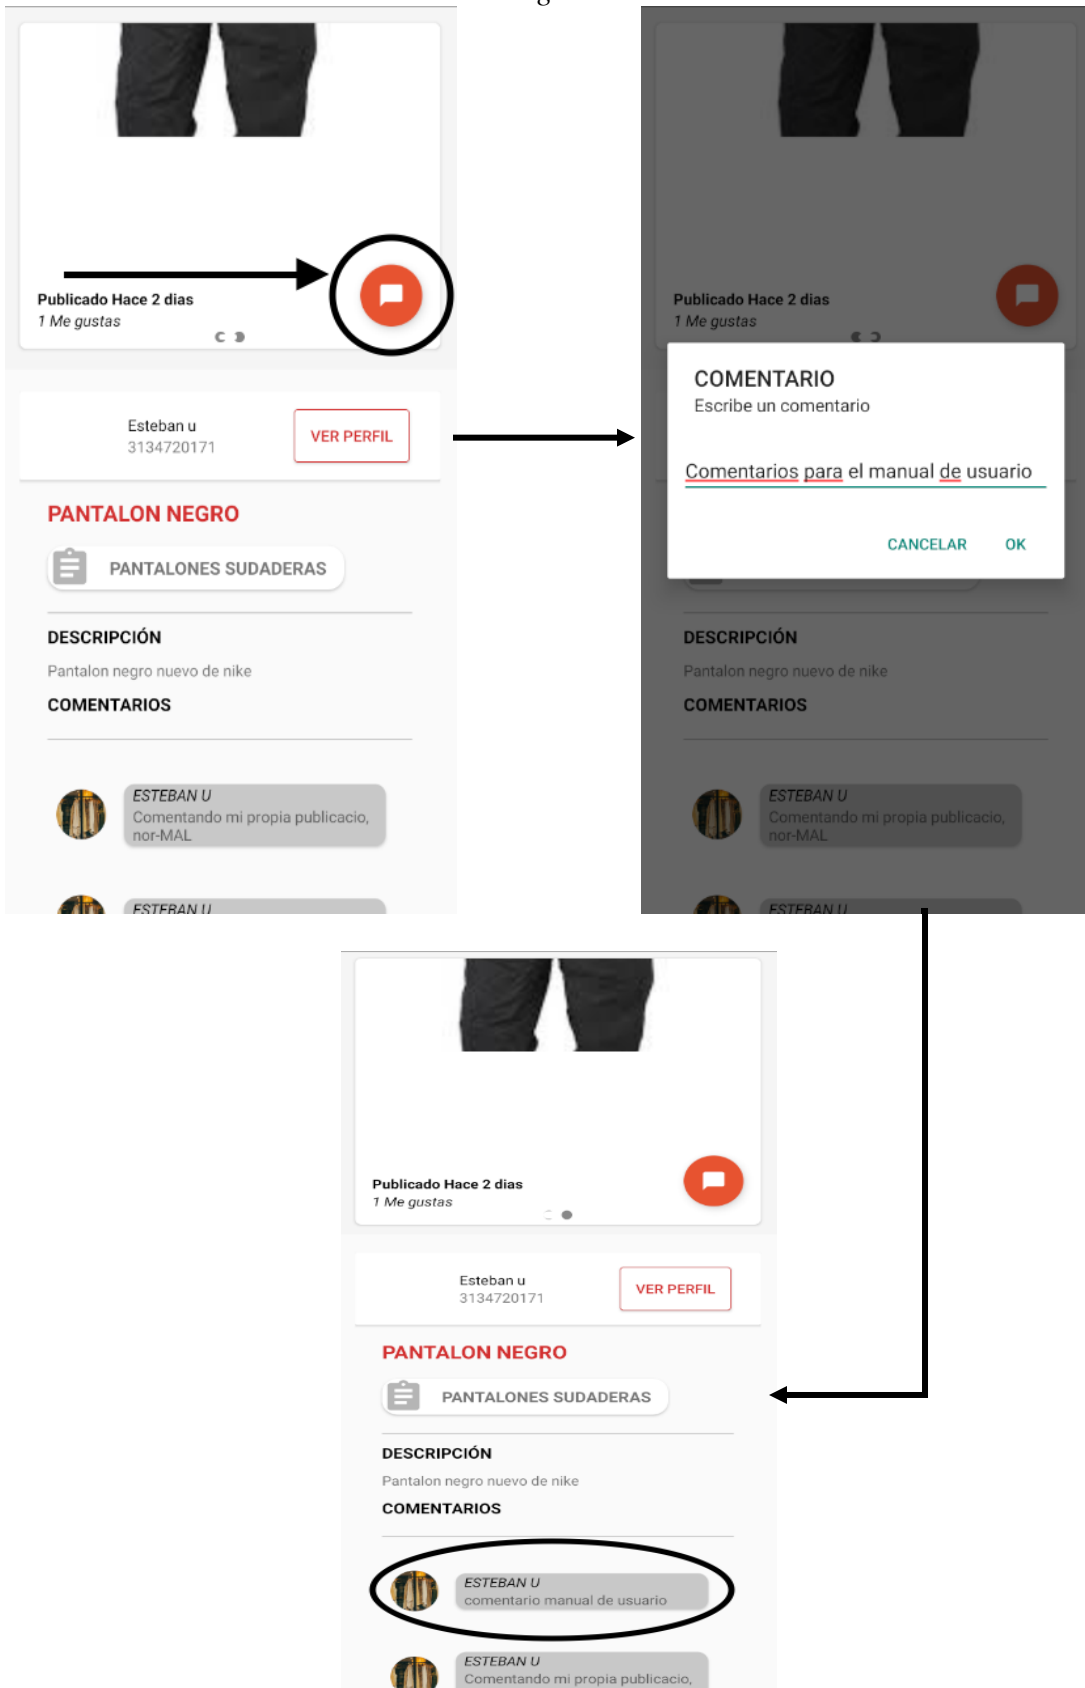 Publicado Hace 2 dias
1 Me gustas
Esteban u
3134720171
VER PERFIL
PANTALON NEGRO
PANTALONES SUDADERAS
DESCRIPCIÓN
Pantalon negro nuevo de nike
COMENTARIOS
ESTEBAN U
Comentando mi propia publicacio,
nor-MAL
ESTEBAN U
Publicado Hace 2 dias
1 Me gustas
COMENTARIO
Escribe un comentario
Comentarios para el manual de usuario
CANCELAR OK
DESCRIPCIÓN
Pantalon negro nuevo de nike
COMENTARIOS
ESTEBAN U
Comentando mi propia publicacio,
nor-MAL
ESTEBAN U
Publicado Hace 2 dias
1 Me gustas
Esteban u
3134720171
VER PERFIL
PANTALON NEGRO
PANTALONES SUDADERAS
DESCRIPCIÓN
Pantalon negro nuevo de nike
COMENTARIOS
ESTEBAN U
comentario manual de usuario
ESTEBAN U
Comentando mi propia publicacio,